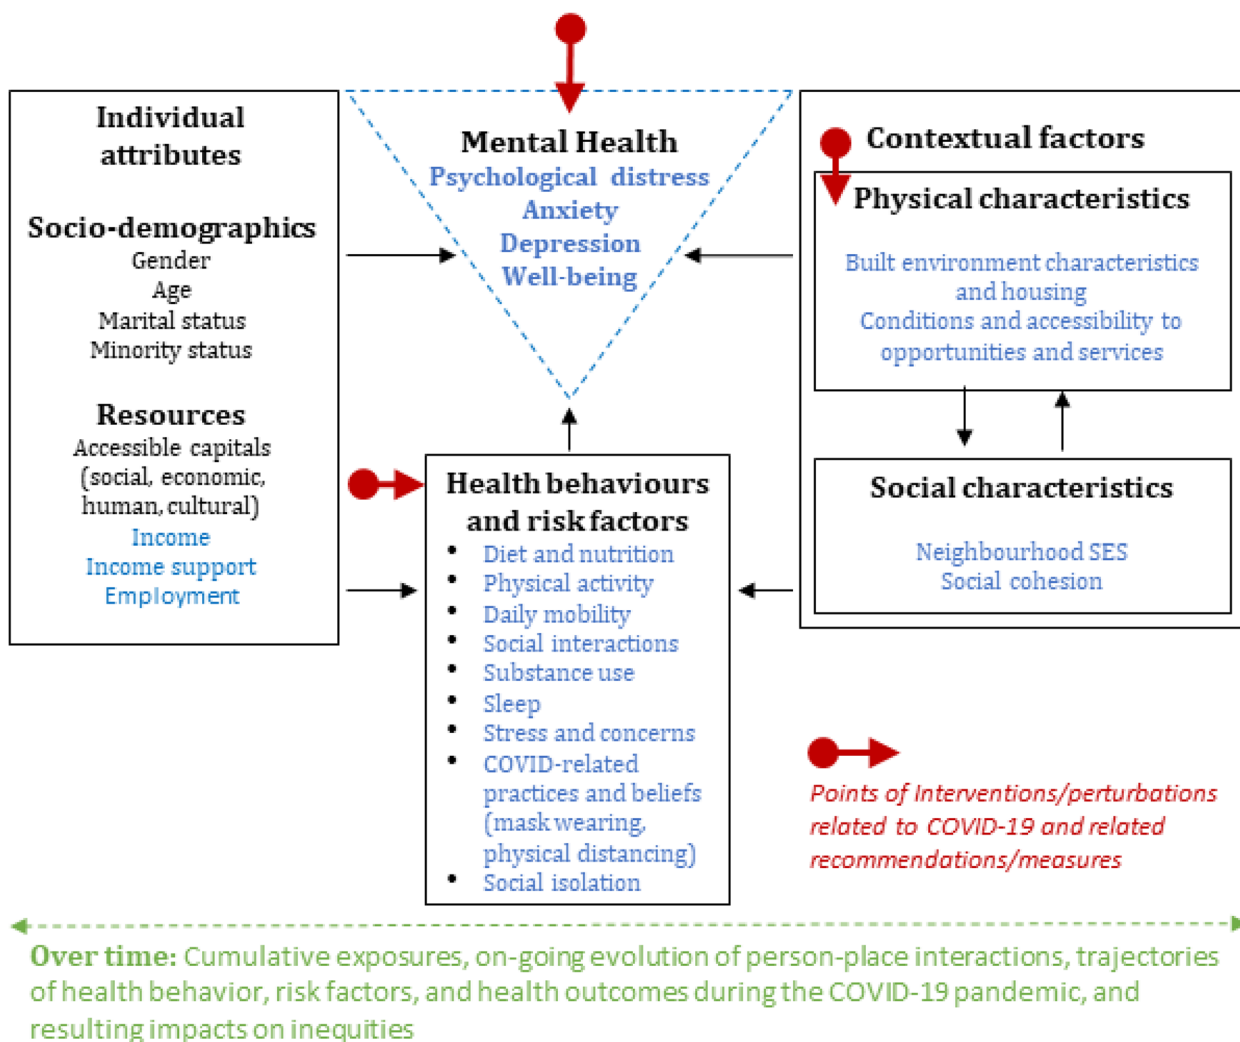 Individual
attributes
Socio-demographics
Gender
Age
Marital status
Minority status
Resources
Accessible capitals
(social, economic,
human, cultural)
Income
Income support
Employment
Mental Health
Psychological distress
Anxiety
Depression
Well-being
Health behaviours
and risk factors
• Diet and nutrition
• Physical activity
• Daily mobility
• Social interactions
• Substance use
• Sleep
• Stress and concerns
• COVID-related
practices and beliefs
(mask wearing,
physical distancing)
• Social isolation
Contextual factors
Physical characteristics
Built environment characteristics
and housing
Conditions and accessibility to
opportunities and services
Social characteristics
Neighbourhood SES
Social cohesion
Points of Interventions/perturbations
related to COVID-19 and related
recommendations/measures
Over time: Cumulative exposures, on-going evolution of person-place interactions, trajectories
of health behavior, risk factors, and health outcomes during the COVID-19 pandemic, and
resulting impacts on inequities